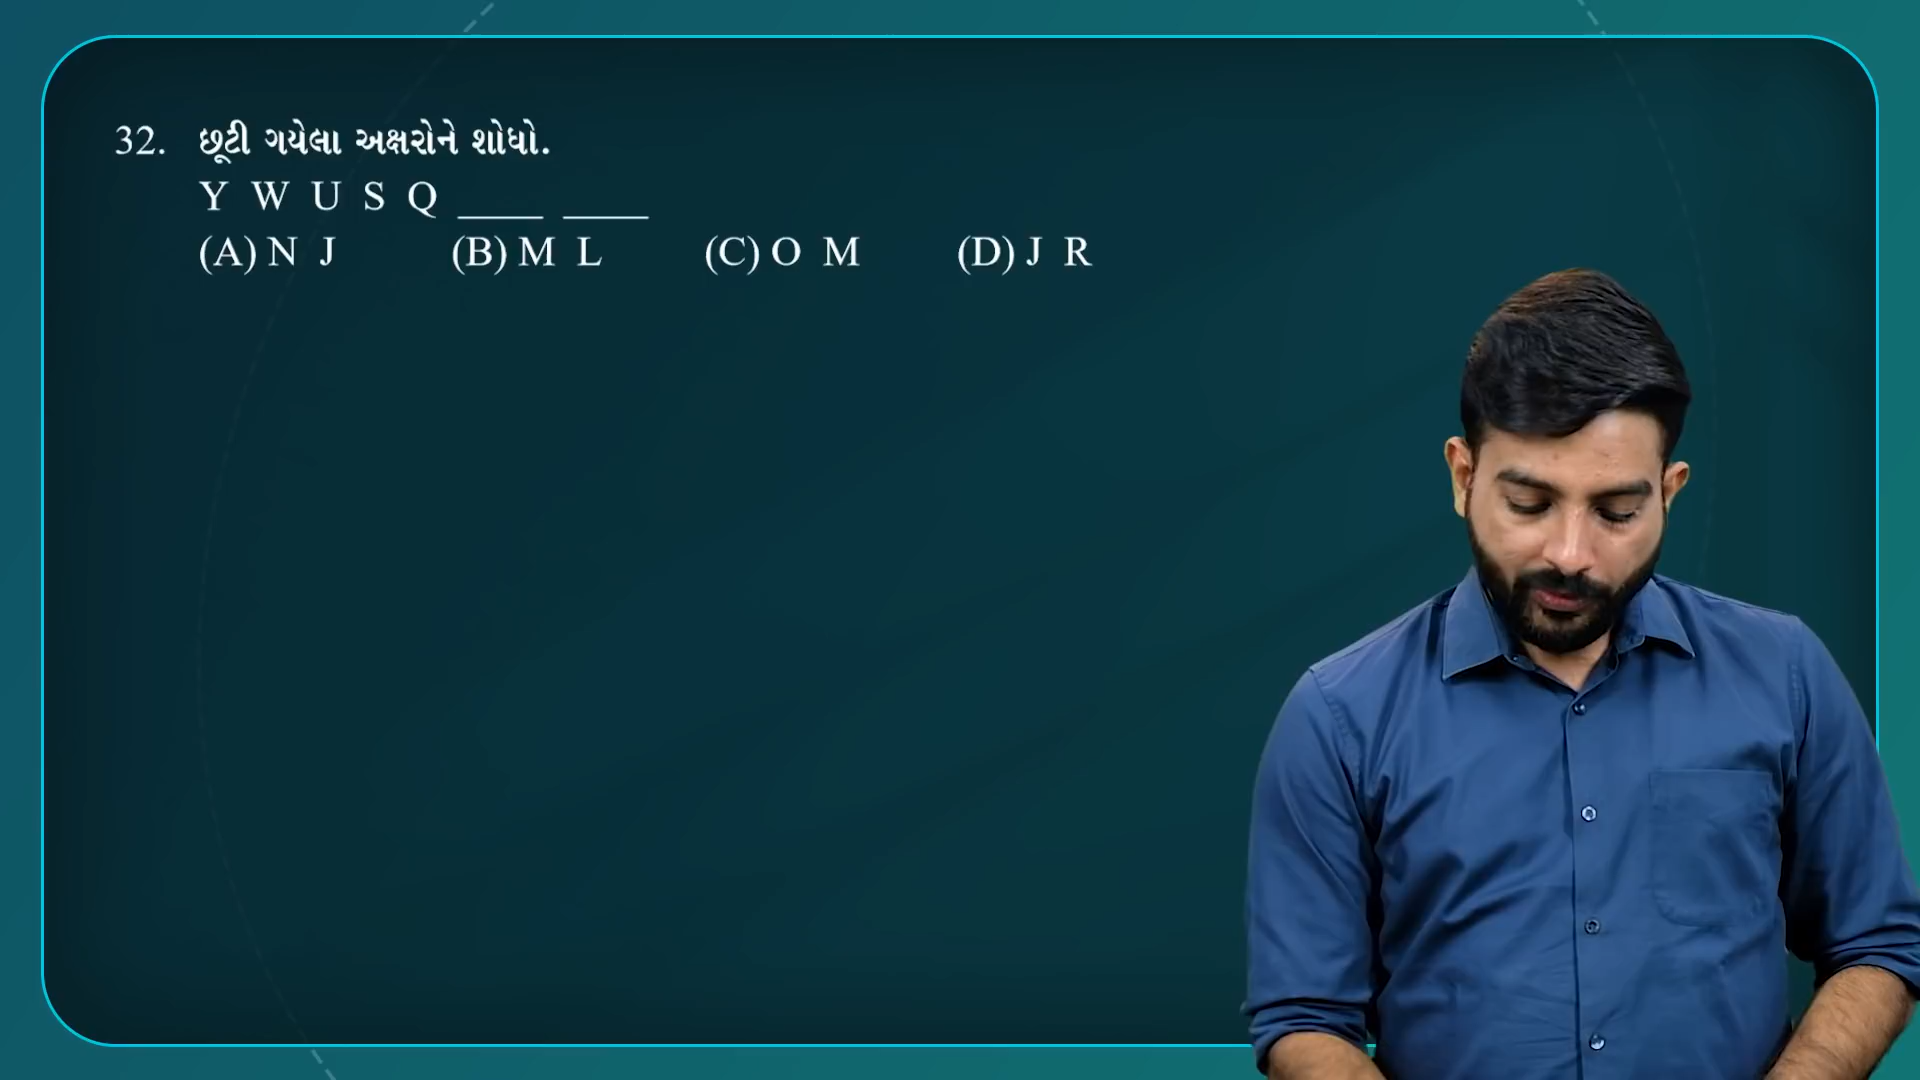 32. છૂટી ગયેલા અક્ષરોને શોધો.
Y W U S Q ____ ____
(A) N J (B) M L (C) O M (D) J R